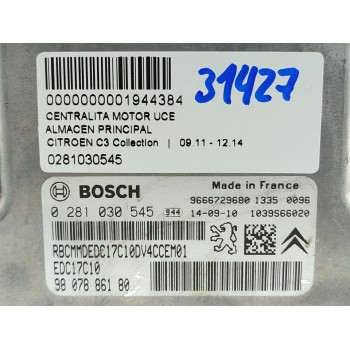 31427
0000000001944384
CENTRALITA MOTOR UCE
ALMACEN PRINCIPAL
CITROEN C3 Collection | 09.11 - 12.14
0281030545
BOSCH
Made in France
9666729680 1335 0096
0 281 030 545 944 14-09-10 1039S66020
RBCMMDEDC17C10DV4CCEM01
EDC17C10
98 078 861 80